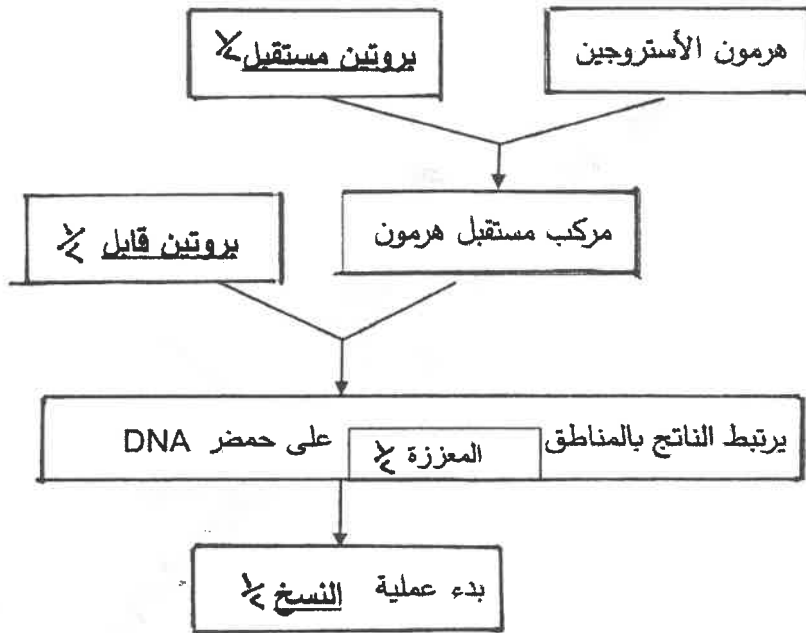 هرمون الأستروجين
بروتين مستقبل ½
مركب مستقبل هرمون
بروتين قابل ½
يرتبط الناتج بالمناطق المعززة ½ على حمض DNA
بدء عملية النسخ ½